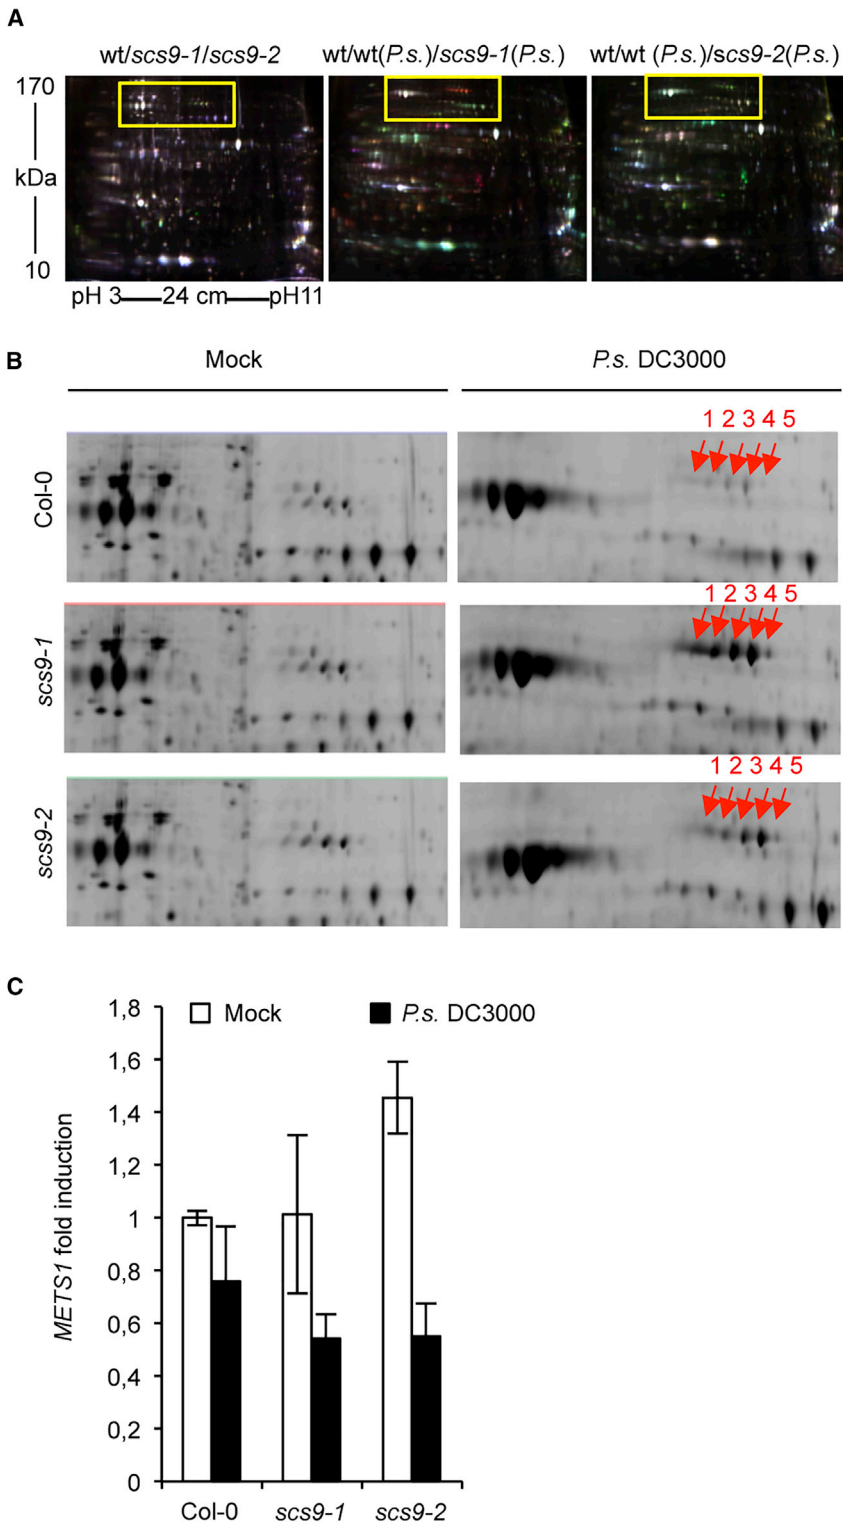 A
wt/scs9-1/scs9-2
wt/wt(P.s.)/scs9-1(P.s.)
wt/wt (P.s.)/scs9-2(P.s.)
170
kDa
10
pH 3
24 cm
pH11
B
Mock
P.s. DC3000
Col-0
1 2 3 4 5
scs9-1
1 2 3 4 5
scs9-2
1 2 3 4 5
C
Mock
P.s. DC3000
METS1 fold induction
1,8
1,6
1,4
1,2
1
0,8
0,6
0,4
0,2
0
Col-0
scs9-1
scs9-2